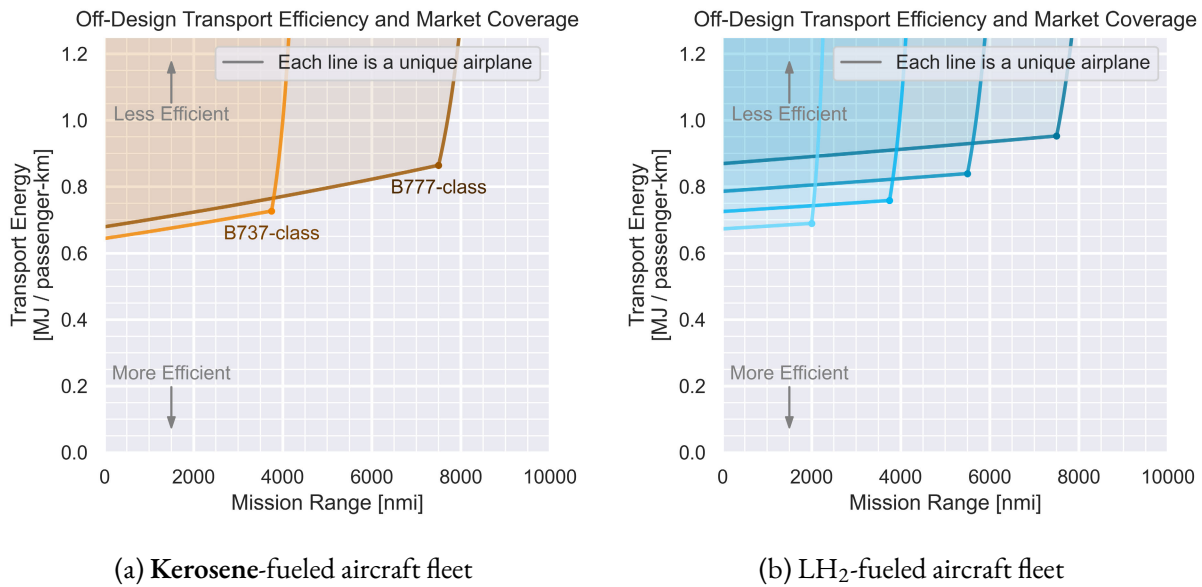 Off-Design Transport Efficiency and Market Coverage
Each line is a unique airplane
Less Efficient
B777-class
B737-class
More Efficient
Transport Energy
[MJ / passenger-km]
1.2
1.0
0.8
0.6
0.4
0.2
0.0
0 2000 4000 6000 8000 10000
Mission Range [nmi]
(a) Kerosene-fueled aircraft fleet
Off-Design Transport Efficiency and Market Coverage
Each line is a unique airplane
Less Efficient
More Efficient
Transport Energy
[MJ / passenger-km]
1.2
1.0
0.8
0.6
0.4
0.2
0.0
0 2000 4000 6000 8000 10000
Mission Range [nmi]
(b) LH₂-fueled aircraft fleet